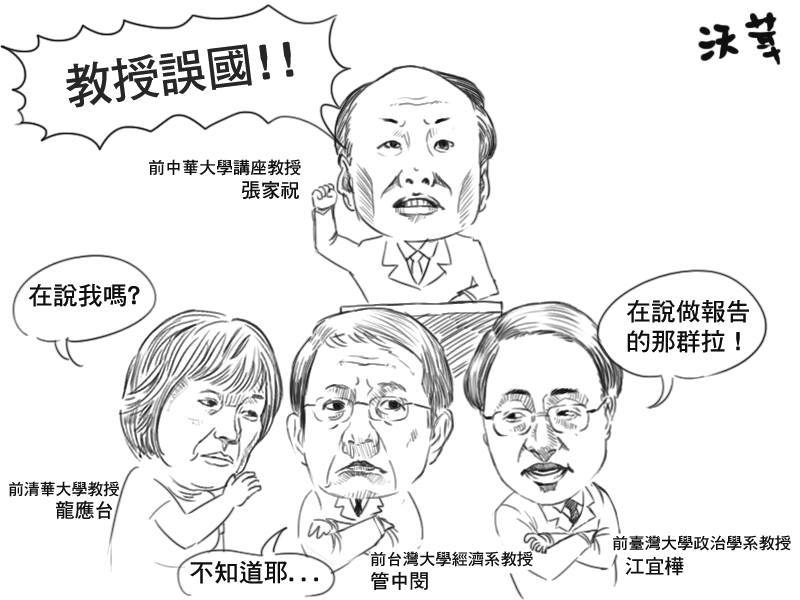 沃草
教授誤國!!
前中華大學講座教授
張家祝
在說我嗎?
在說做報告
的那群拉！
前清華大學教授
龍應台
不知道耶...
前台灣大學經濟系教授
管中閔
前臺灣大學政治學系教授
江宜樺